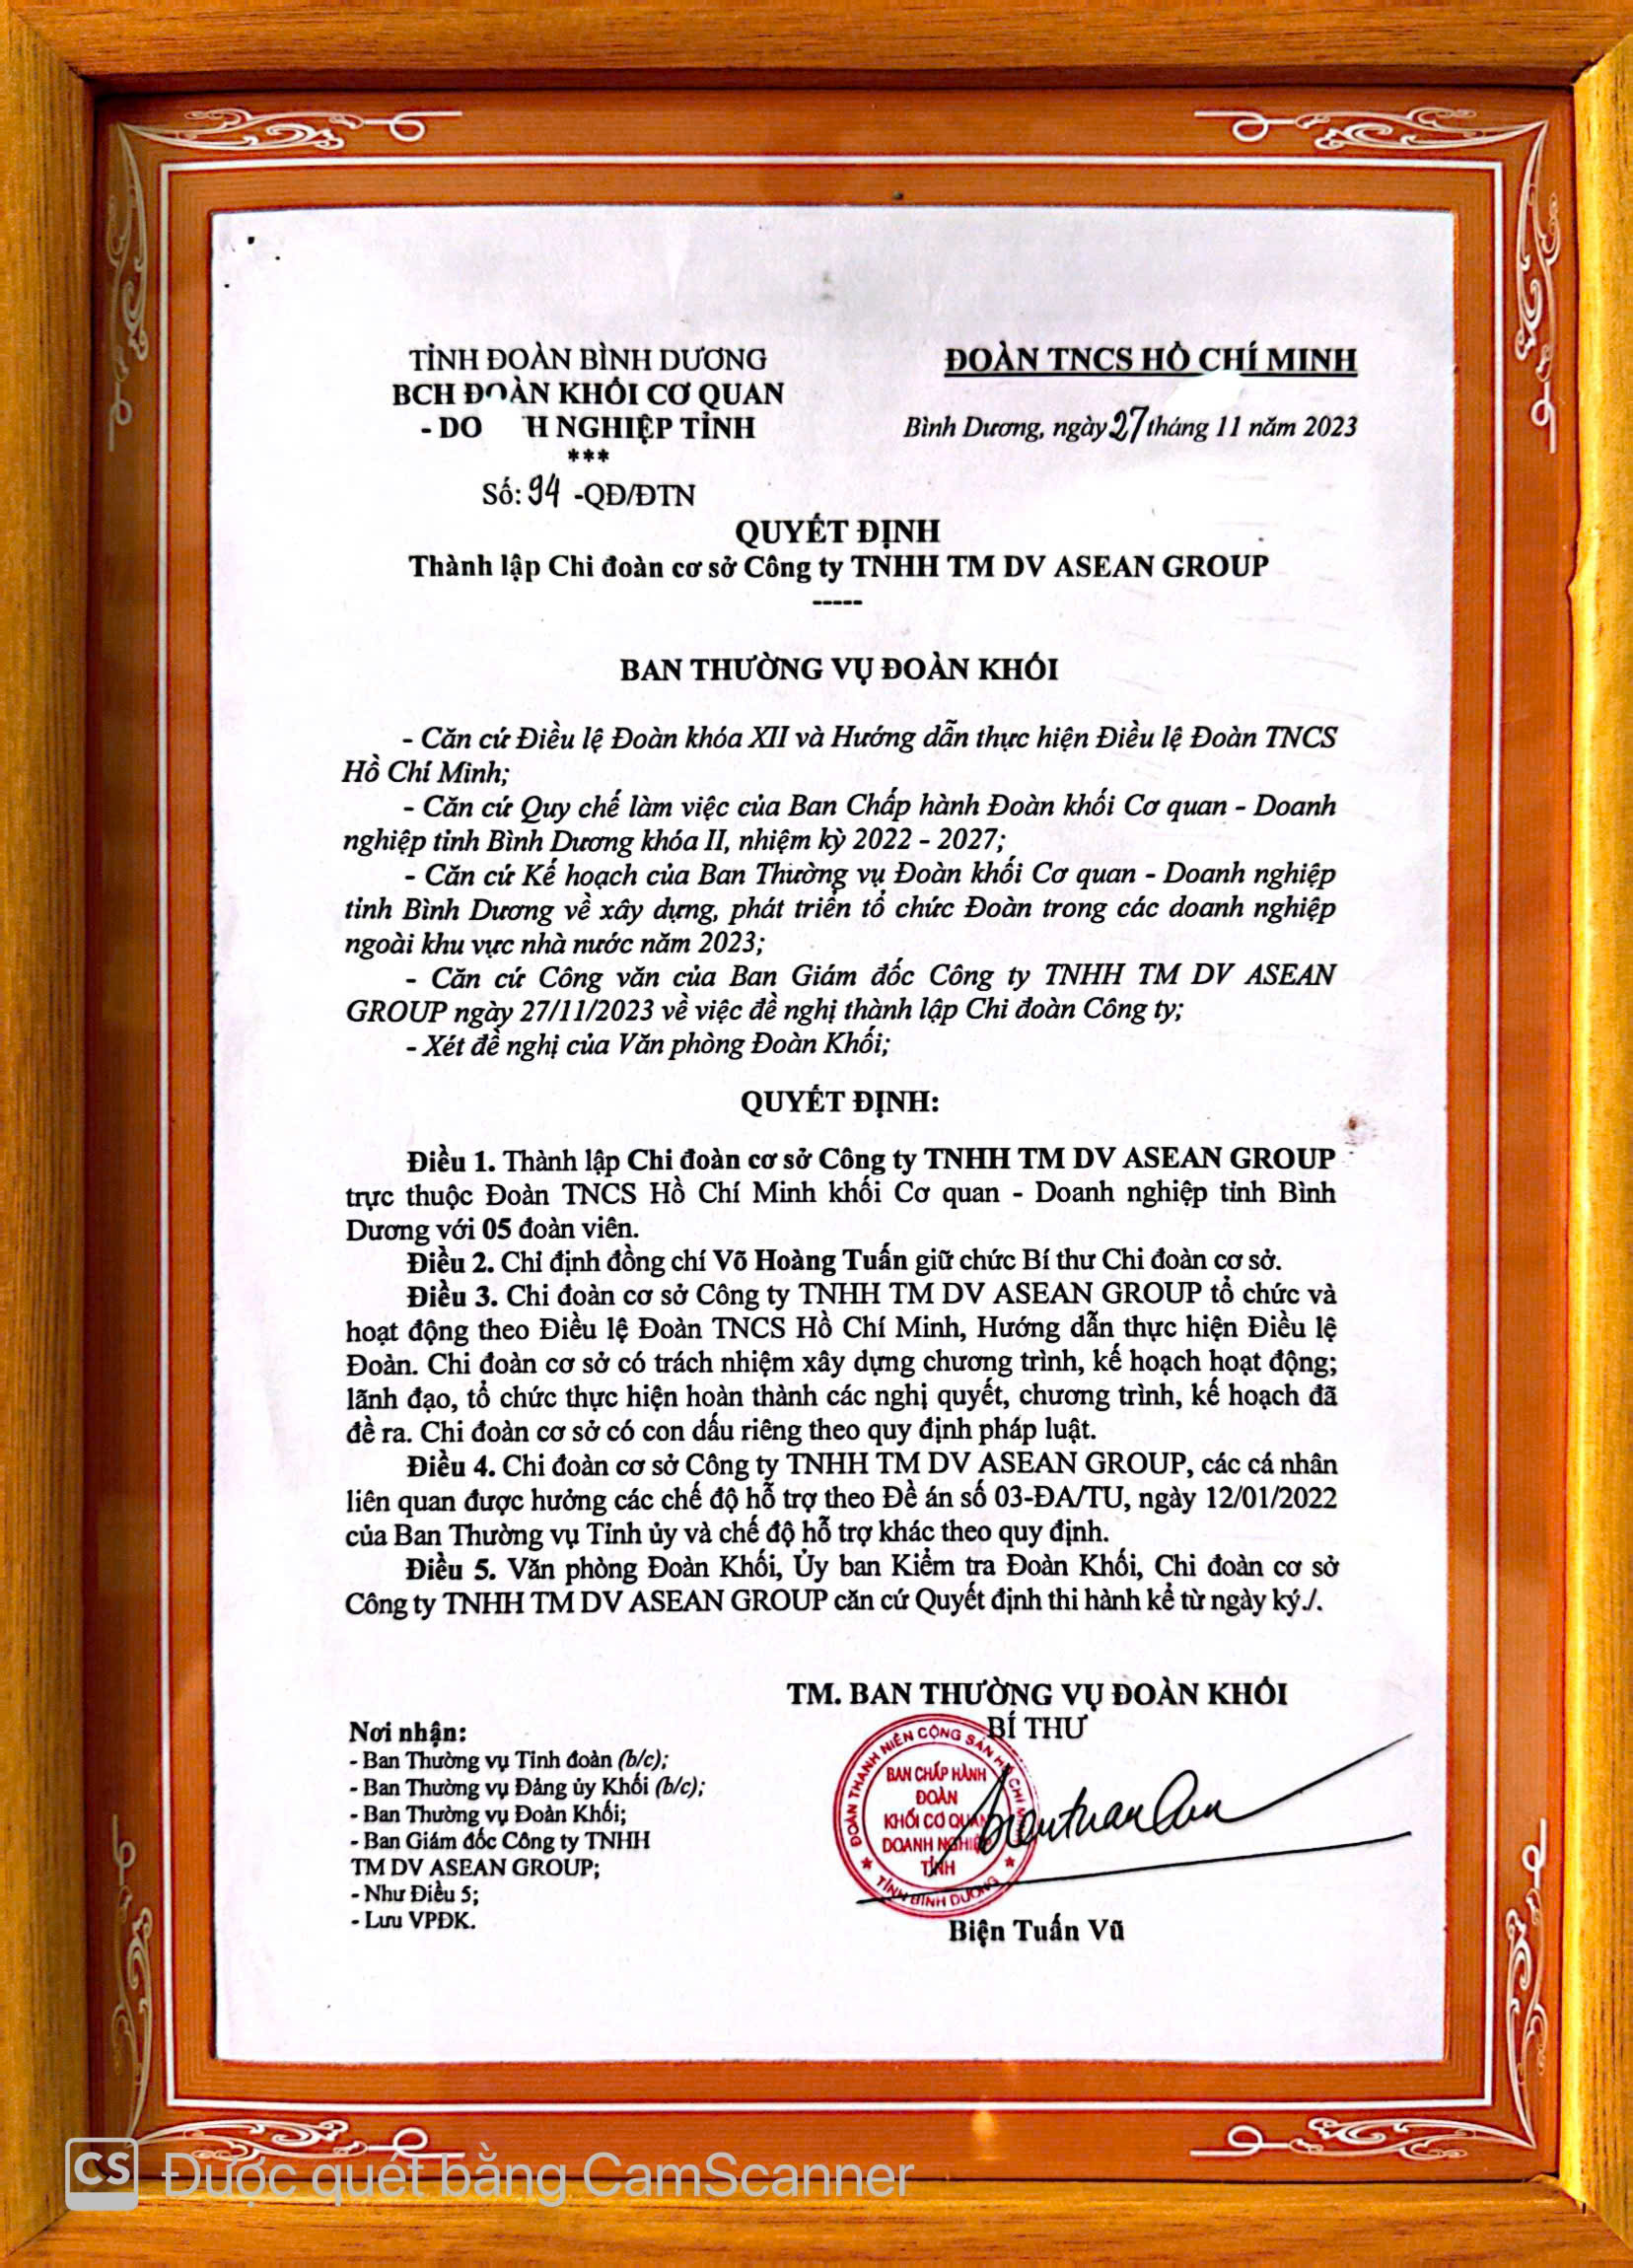 TỈNH ĐOÀN BÌNH DƯƠNG
BCH ĐOÀN KHỐI CƠ QUAN
- DO H NGHIỆP TỈNH
***
Số: 94 -QĐ/ĐTN
ĐOÀN TNCS HỒ CHÍ MINH
Bình Dương, ngày 27 tháng 11 năm 2023
QUYẾT ĐỊNH
Thành lập Chi đoàn cơ sở Công ty TNHH TM DV ASEAN GROUP
-----
BAN THƯỜNG VỤ ĐOÀN KHỐI
- Căn cứ Điều lệ Đoàn khóa XII và Hướng dẫn thực hiện Điều lệ Đoàn TNCS
Hồ Chí Minh;
- Căn cứ Quy chế làm việc của Ban Chấp hành Đoàn khối Cơ quan - Doanh
nghiệp tỉnh Bình Dương khóa II, nhiệm kỳ 2022 - 2027;
- Căn cứ Kế hoạch của Ban Thường vụ Đoàn khối Cơ quan - Doanh nghiệp
tỉnh Bình Dương về xây dựng, phát triển tổ chức Đoàn trong các doanh nghiệp
ngoài khu vực nhà nước năm 2023;
- Căn cứ Công văn của Ban Giám đốc Công ty TNHH TM DV ASEAN
GROUP ngày 27/11/2023 về việc đề nghị thành lập Chi đoàn Công ty;
- Xét đề nghị của Văn phòng Đoàn Khối;
QUYẾT ĐỊNH:
Điều 1. Thành lập Chi đoàn cơ sở Công ty TNHH TM DV ASEAN GROUP
trực thuộc Đoàn TNCS Hồ Chí Minh khối Cơ quan - Doanh nghiệp tỉnh Bình
Dương với 05 đoàn viên.
Điều 2. Chỉ định đồng chí Võ Hoàng Tuấn giữ chức Bí thư Chi đoàn cơ sở.
Điều 3. Chi đoàn cơ sở Công ty TNHH TM DV ASEAN GROUP tổ chức và
hoạt động theo Điều lệ Đoàn TNCS Hồ Chí Minh, Hướng dẫn thực hiện Điều lệ
Đoàn. Chi đoàn cơ sở có trách nhiệm xây dựng chương trình, kế hoạch hoạt động;
lãnh đạo, tổ chức thực hiện hoàn thành các nghị quyết, chương trình, kế hoạch đã
đề ra. Chi đoàn cơ sở có con dấu riêng theo quy định pháp luật.
Điều 4. Chi đoàn cơ sở Công ty TNHH TM DV ASEAN GROUP, các cá nhân
liên quan được hưởng các chế độ hỗ trợ theo Đề án số 03-ĐA/TU, ngày 12/01/2022
của Ban Thường vụ Tỉnh ủy và chế độ hỗ trợ khác theo quy định.
Điều 5. Văn phòng Đoàn Khối, Ủy ban Kiểm tra Đoàn Khối, Chi đoàn cơ sở
Công ty TNHH TM DV ASEAN GROUP căn cứ Quyết định thi hành kể từ ngày ký./.
TM. BAN THƯỜNG VỤ ĐOÀN KHỐI
BÍ THƯ
ĐOÀN THANH NIÊN CỘNG SẢN HỒ CHÍ MINH
BAN CHẤP HÀNH
ĐOÀN
KHỐI CƠ QUAN
DOANH NGHIỆP
TỈNH
TỈNH BÌNH DƯƠNG
Biện Tuấn Vũ
Nơi nhận:
- Ban Thường vụ Tỉnh đoàn (b/c);
- Ban Thường vụ Đảng ủy Khối (b/c);
- Ban Thường vụ Đoàn Khối;
- Ban Giám đốc Công ty TNHH
TM DV ASEAN GROUP;
- Như Điều 5;
- Lưu VPĐK.
CS Được quét bằng CamScanner